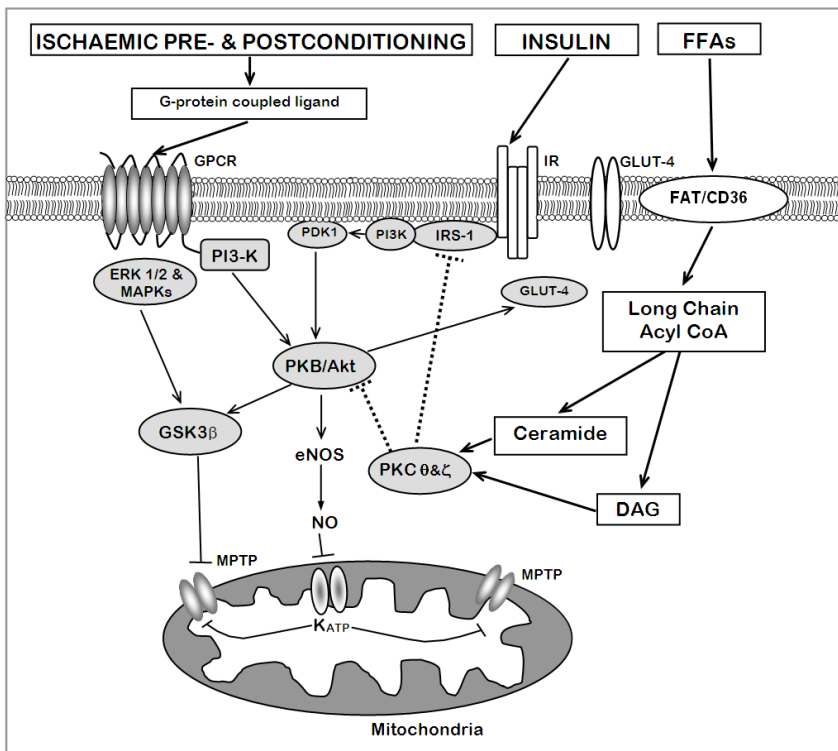 ISCHAEMIC PRE- & POSTCONDITIONING
INSULIN
FFAs
G-protein coupled ligand
GPCR
IR
GLUT-4
FAT/CD36
PDK1
PI3K
IRS-1
PI3-K
ERK 1/2 &
MAPKs
GLUT-4
Long Chain
Acyl CoA
PKB/Akt
GSK3β
Ceramide
eNOS
PKC θ&ζ
DAG
NO
MPTP
MPTP
KATP
Mitochondria